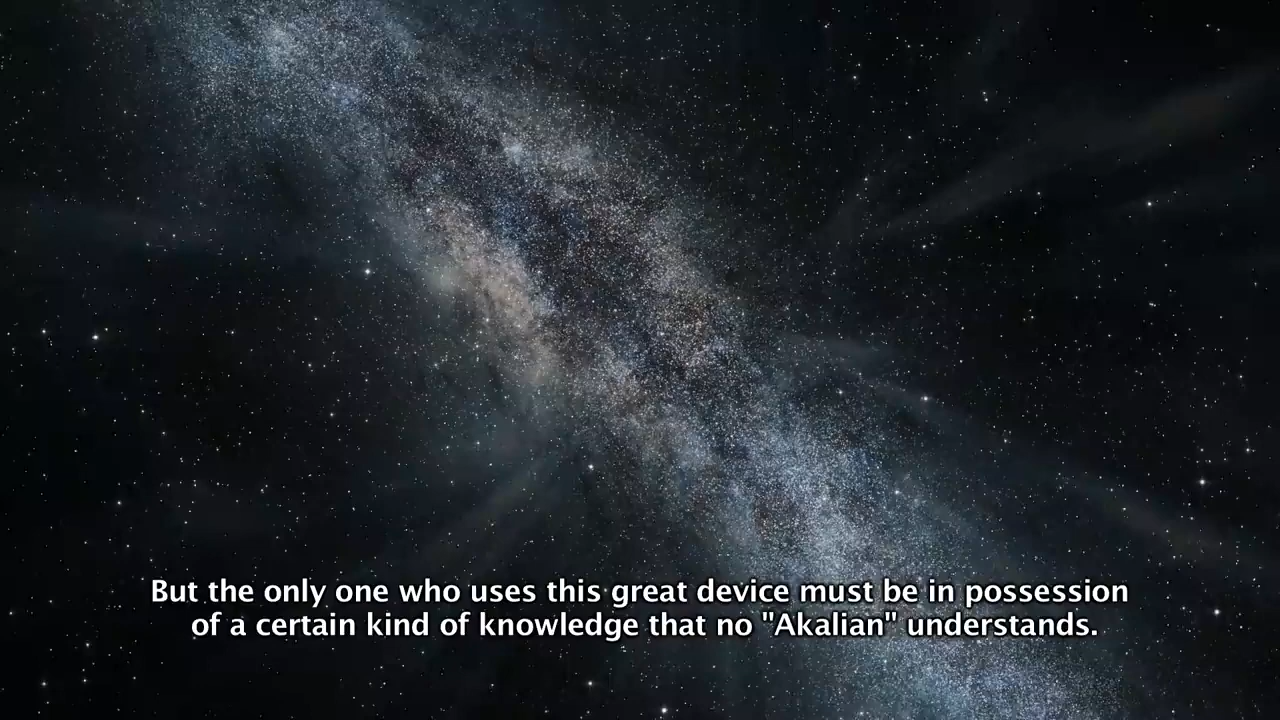 But the only one who uses this great device must be in possession
of a certain kind of knowledge that no "Akalian" understands.